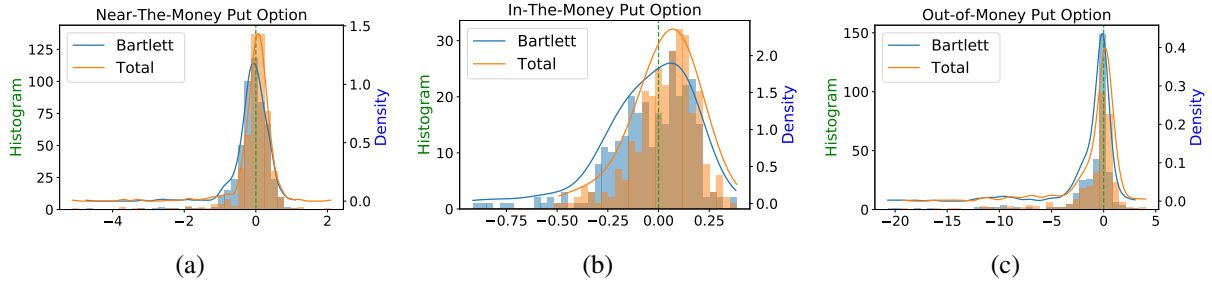 Near-The-Money Put Option
Histogram
125
100
75
50
25
0
Bartlett
Total
1.5
1.0
0.5
0.0
Density
−4
−2
0
2
(a)
In-The-Money Put Option
Histogram
30
20
10
0
Bartlett
Total
2.0
1.5
1.0
0.5
0.0
Density
−0.75
−0.50
−0.25
0.00
0.25
(b)
Out-of-Money Put Option
Histogram
150
125
100
75
50
25
0
Bartlett
Total
0.4
0.3
0.2
0.1
0.0
Density
−20
−15
−10
−5
0
5
(c)